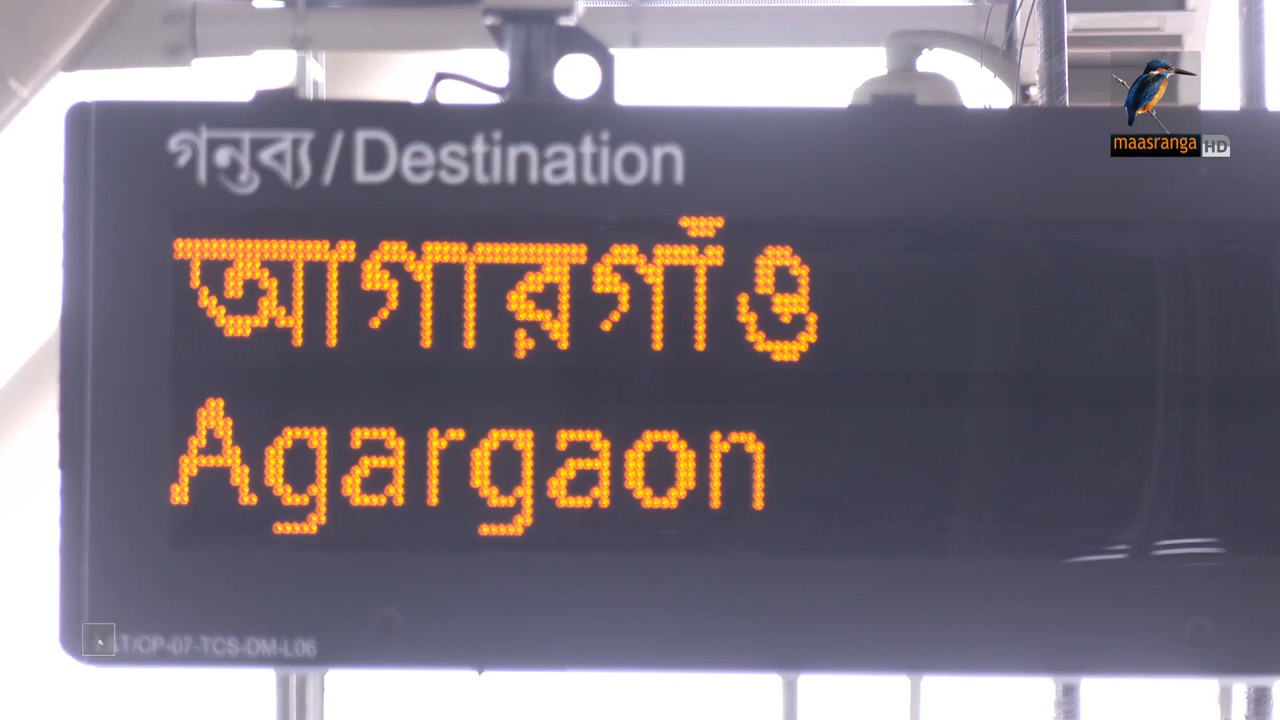 গন্তব্য / Destination
আগারগাঁও
Agargaon
maasranga HD
T/CP-07-TCS-DM-L06